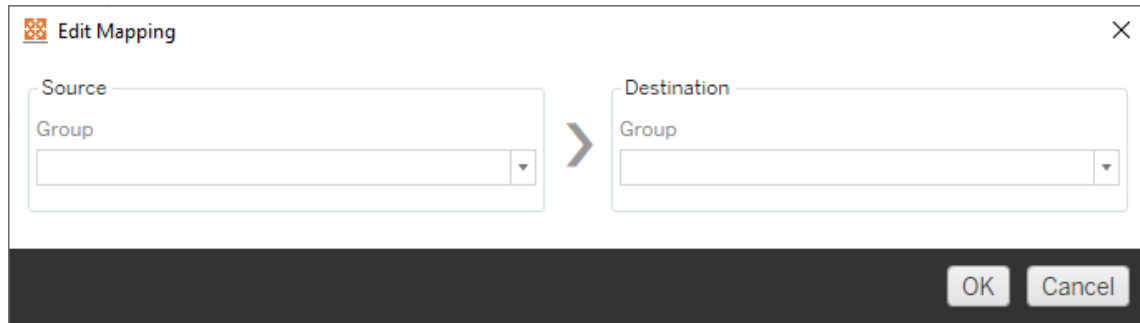 Edit Mapping
Source
Destination
Group
Group
OK
Cancel